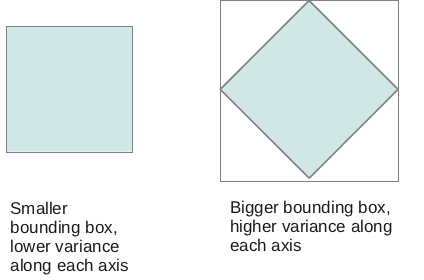 Smaller
bounding box,
lower variance
along each axis
Bigger bounding box,
higher variance along
each axis